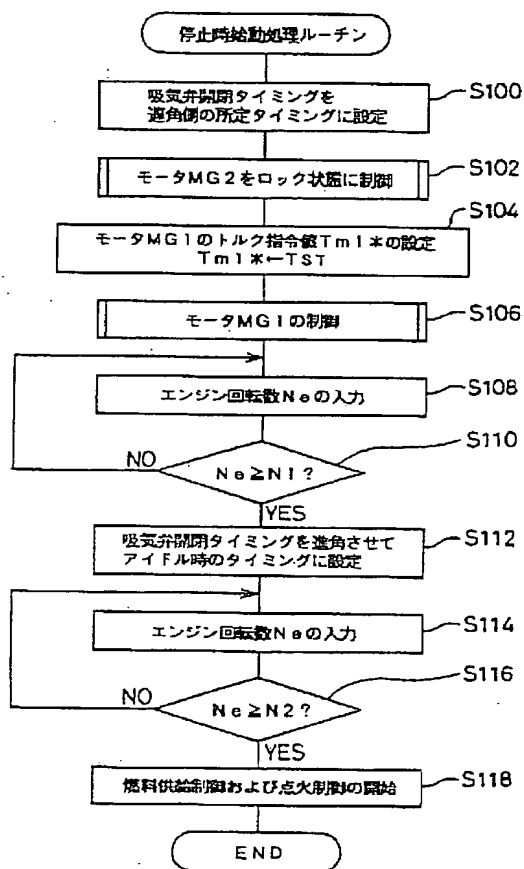 停止時始動処理ルーチン
吸気弁開閉タイミングを
遅角側の所定タイミングに設定
S100
モータMG2をロック状態に制御
S102
S104
モータMG1のトルク指令値Tm1*の設定
Tm1*←TST
モータMG1の制御
S106
エンジン回転数Neの入力
S108
S110
NO
Ne≧N1?
YES
吸気弁開閉タイミングを進角させて
アイドル時のタイミングに設定
S112
エンジン回転数Neの入力
S114
S116
NO
Ne≧N2?
YES
燃料供給制御および点火制御の開始
S118
END